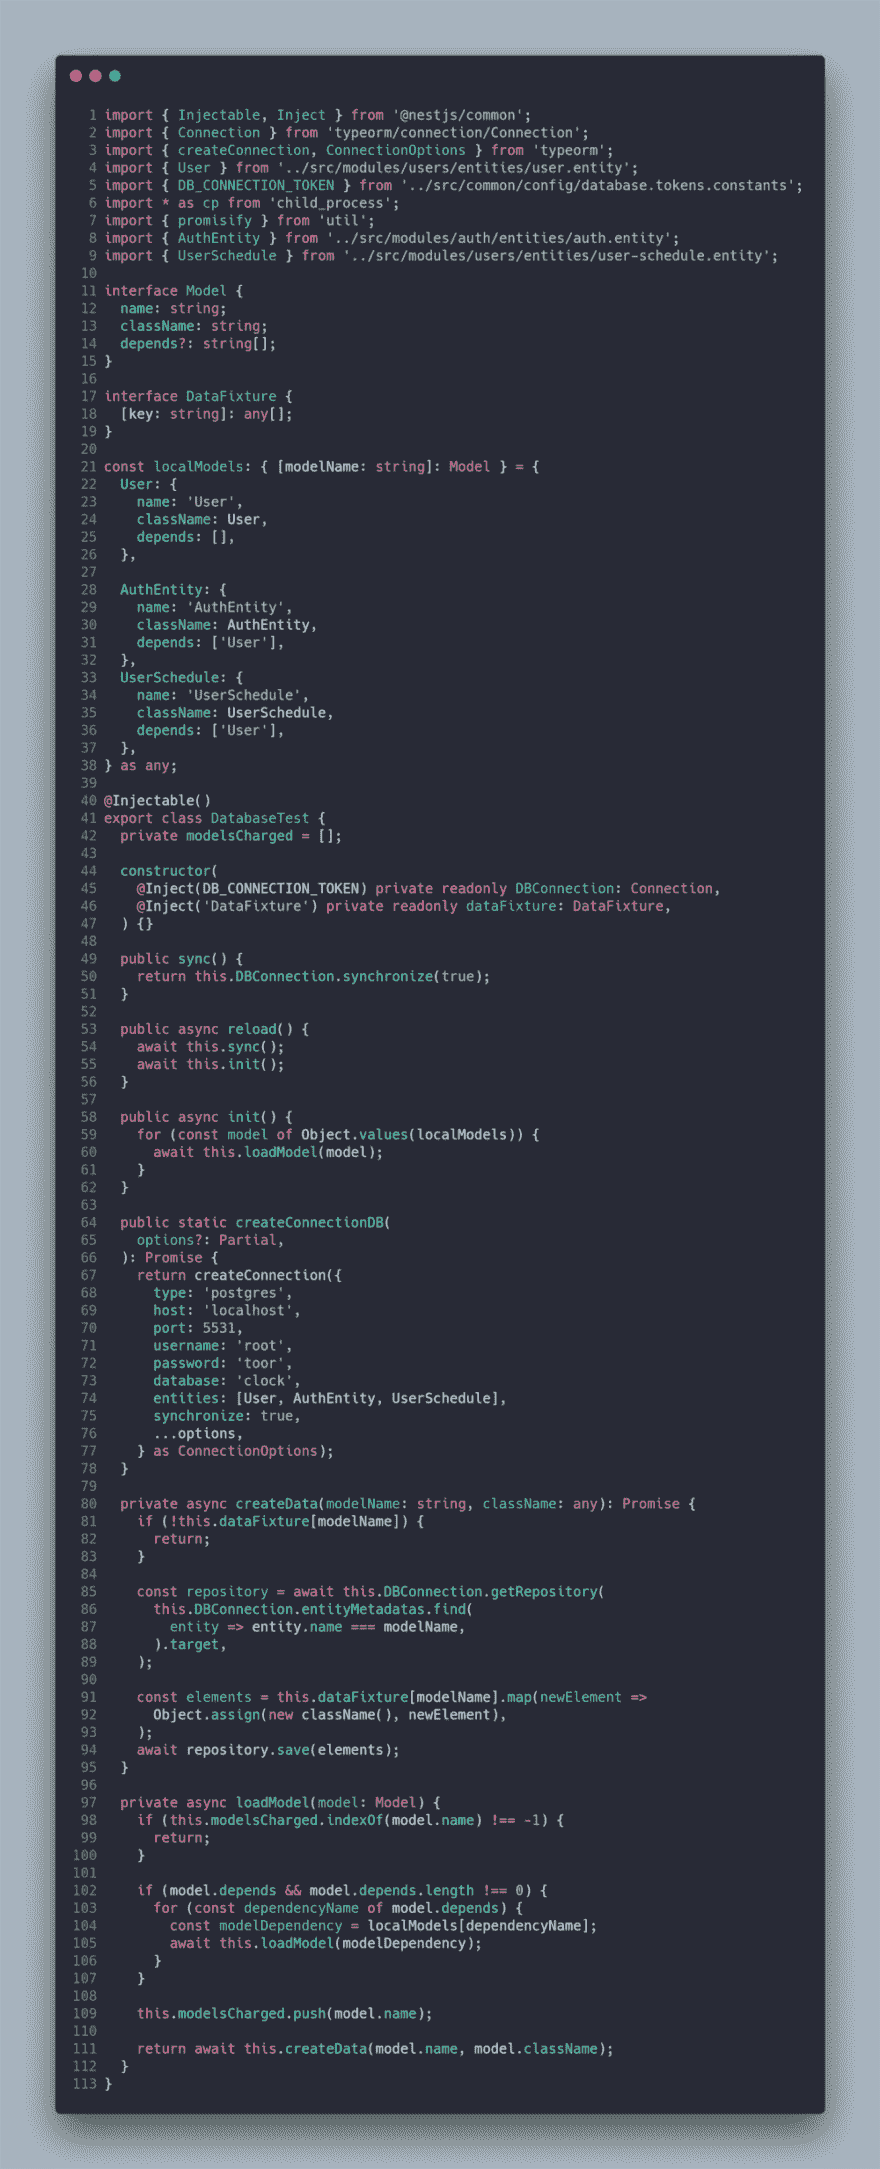 1 import { Injectable, Inject } from '@nestjs/common';
2 import { Connection } from 'typeorm/connection/Connection';
3 import { createConnection, ConnectionOptions } from 'typeorm';
4 import { User } from '../src/modules/users/entities/user.entity';
5 import { DB_CONNECTION_TOKEN } from '../src/common/config/database.tokens.constants';
6 import * as cp from 'child_process';
7 import { promisify } from 'util';
8 import { AuthEntity } from '../src/modules/auth/entities/auth.entity';
9 import { UserSchedule } from '../src/modules/users/entities/user-schedule.entity';
10
11 interface Model {
12   name: string;
13   className: string;
14   depends?: string[];
15 }
16
17 interface DataFixture {
18   [key: string]: any[];
19 }
20
21 const localModels: { [modelName: string]: Model } = {
22   User: {
23     name: 'User',
24     className: User,
25     depends: [],
26   },
27
28   AuthEntity: {
29     name: 'AuthEntity',
30     className: AuthEntity,
31     depends: ['User'],
32   },
33   UserSchedule: {
34     name: 'UserSchedule',
35     className: UserSchedule,
36     depends: ['User'],
37   },
38 } as any;
39
40 @Injectable()
41 export class DatabaseTest {
42   private modelsCharged = [];
43
44   constructor(
45     @Inject(DB_CONNECTION_TOKEN) private readonly DBConnection: Connection,
46     @Inject('DataFixture') private readonly dataFixture: DataFixture,
47   ) {}
48
49   public sync() {
50     return this.DBConnection.synchronize(true);
51   }
52
53   public async reload() {
54     await this.sync();
55     await this.init();
56   }
57
58   public async init() {
59     for (const model of Object.values(localModels)) {
60       await this.loadModel(model);
61     }
62   }
63
64   public static createConnectionDB(
65     options?: Partial,
66   ): Promise {
67     return createConnection({
68       type: 'postgres',
69       host: 'localhost',
70       port: 5531,
71       username: 'root',
72       password: 'toor',
73       database: 'clock',
74       entities: [User, AuthEntity, UserSchedule],
75       synchronize: true,
76       ...options,
77     } as ConnectionOptions);
78   }
79
80   private async createData(modelName: string, className: any): Promise {
81     if (!this.dataFixture[modelName]) {
82       return;
83     }
84
85     const repository = await this.DBConnection.getRepository(
86       this.DBConnection.entityMetadatas.find(
87         entity => entity.name === modelName,
88       ).target,
89     );
90
91     const elements = this.dataFixture[modelName].map(newElement =>
92       Object.assign(new className(), newElement),
93     );
94     await repository.save(elements);
95   }
96
97   private async loadModel(model: Model) {
98     if (this.modelsCharged.indexOf(model.name) !== -1) {
99       return;
100     }
101
102     if (model.depends && model.depends.length !== 0) {
103       for (const dependencyName of model.depends) {
104         const modelDependency = localModels[dependencyName];
105         await this.loadModel(modelDependency);
106       }
107     }
108
109     this.modelsCharged.push(model.name);
110
111     return await this.createData(model.name, model.className);
112   }
113 }